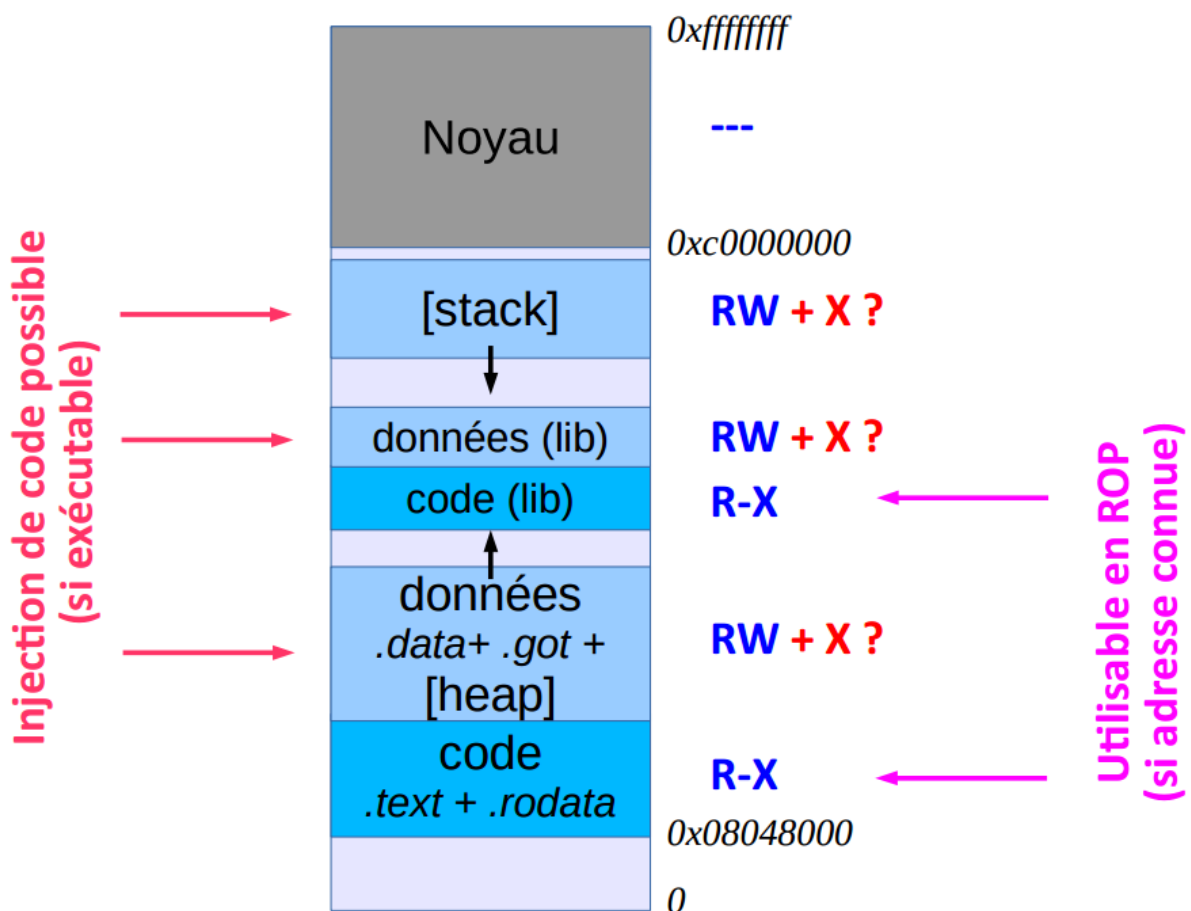 0xffffffff
Noyau
---
0xc0000000
[stack]
RW + X ?
données (lib)
RW + X ?
code (lib)
R-X
données
.data+ .got +
[heap]
RW + X ?
code
.text + .rodata
R-X
0x08048000
0
Injection de code possible
(si exécutable)
Utilisable en ROP
(si adresse connue)